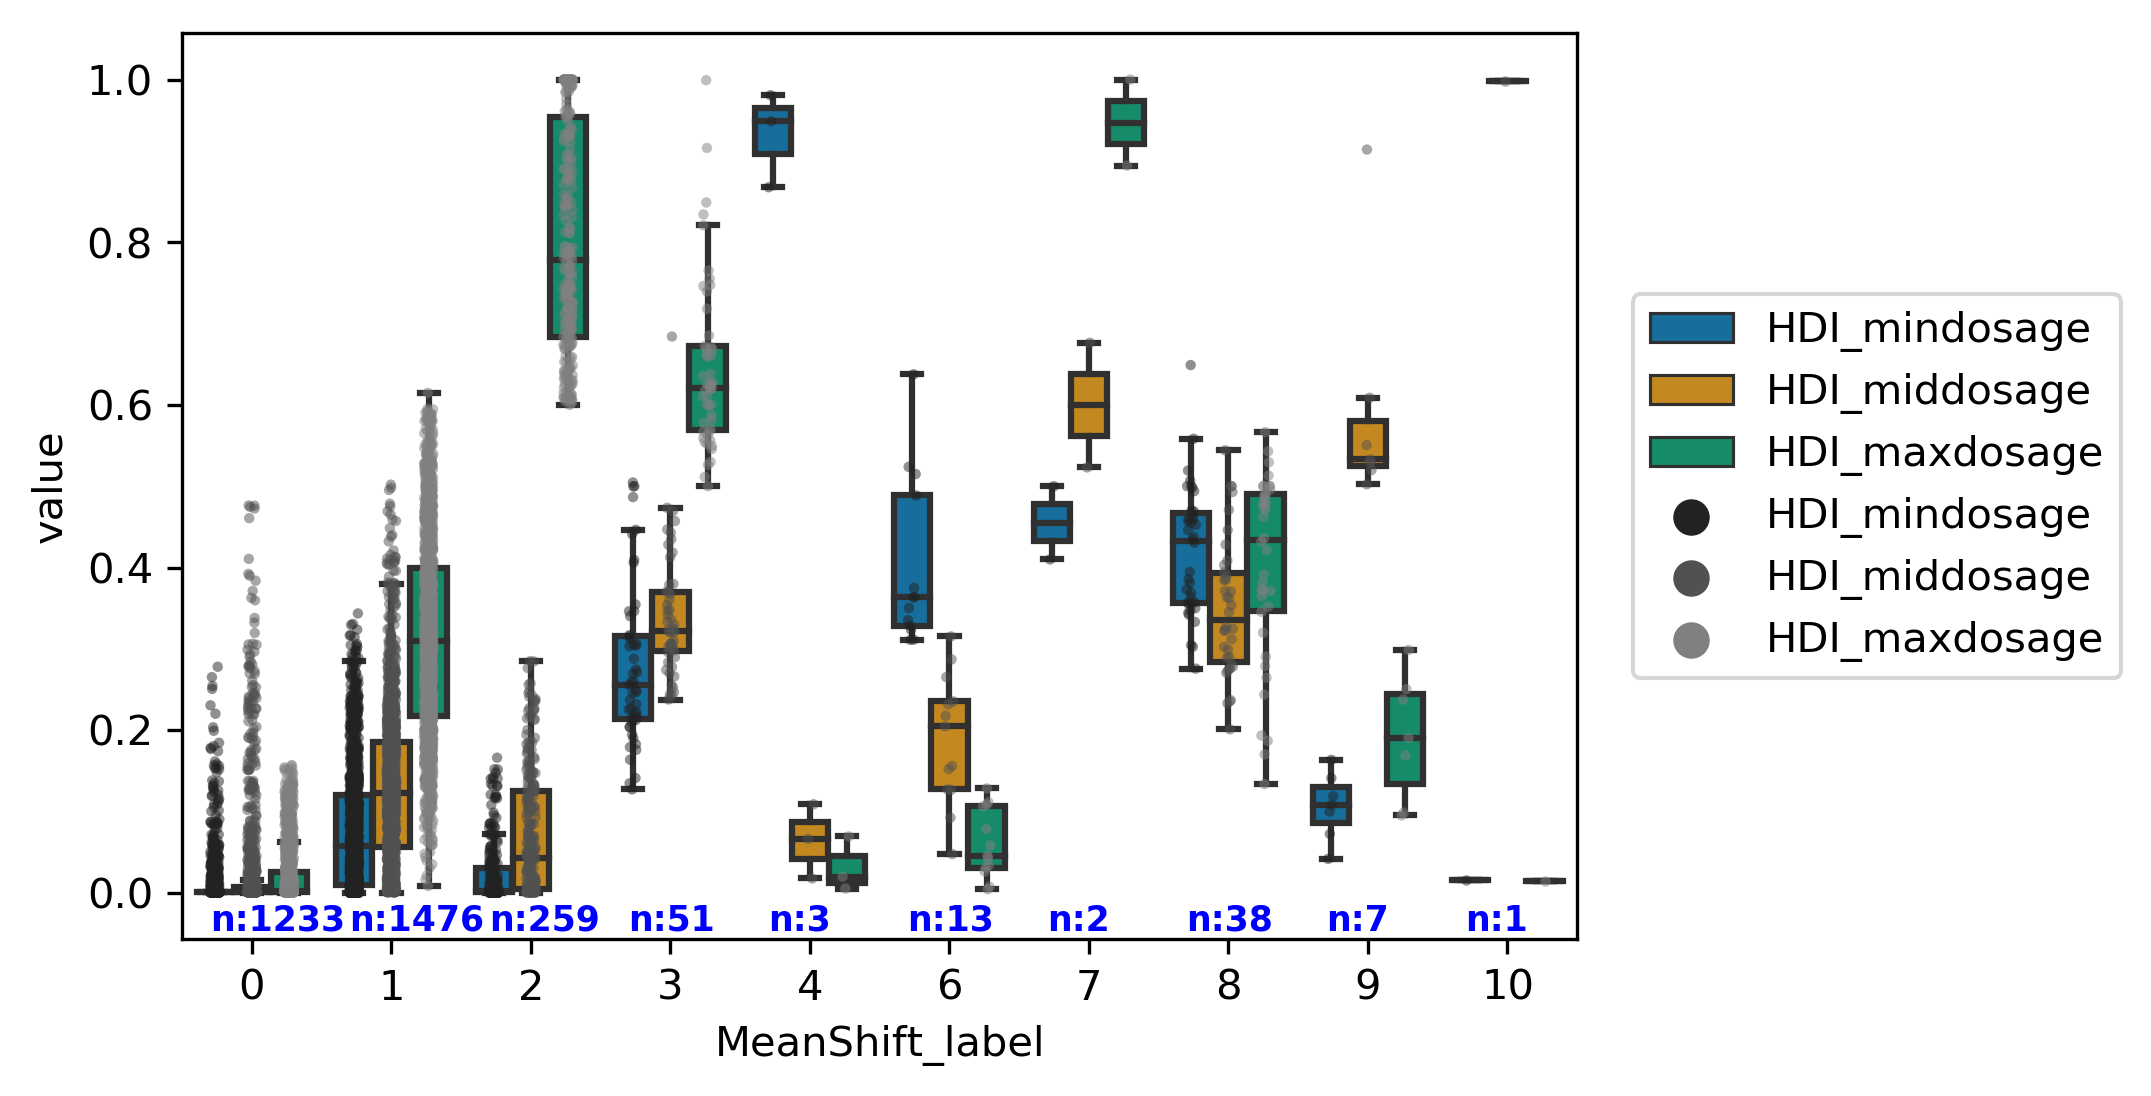 1.0
0.8
0.6
0.4
0.2
0.0
value
n:1233 n:1476 n:259 n:51 n:3 n:13 n:2 n:38 n:7 n:1
0 1 2 3 4 6 7 8 9 10
MeanShift_label
HDI_mindosage
HDI_middosage
HDI_maxdosage
HDI_mindosage
HDI_middosage
HDI_maxdosage